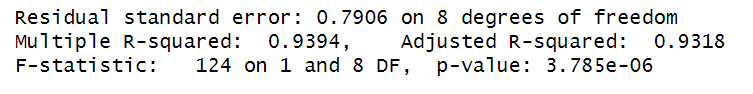 Residual standard error: 0.7906 on 8 degrees of freedom
Multiple R-squared:  0.9394,    Adjusted R-squared:  0.9318
F-statistic:   124 on 1 and 8 DF,  p-value: 3.785e-06